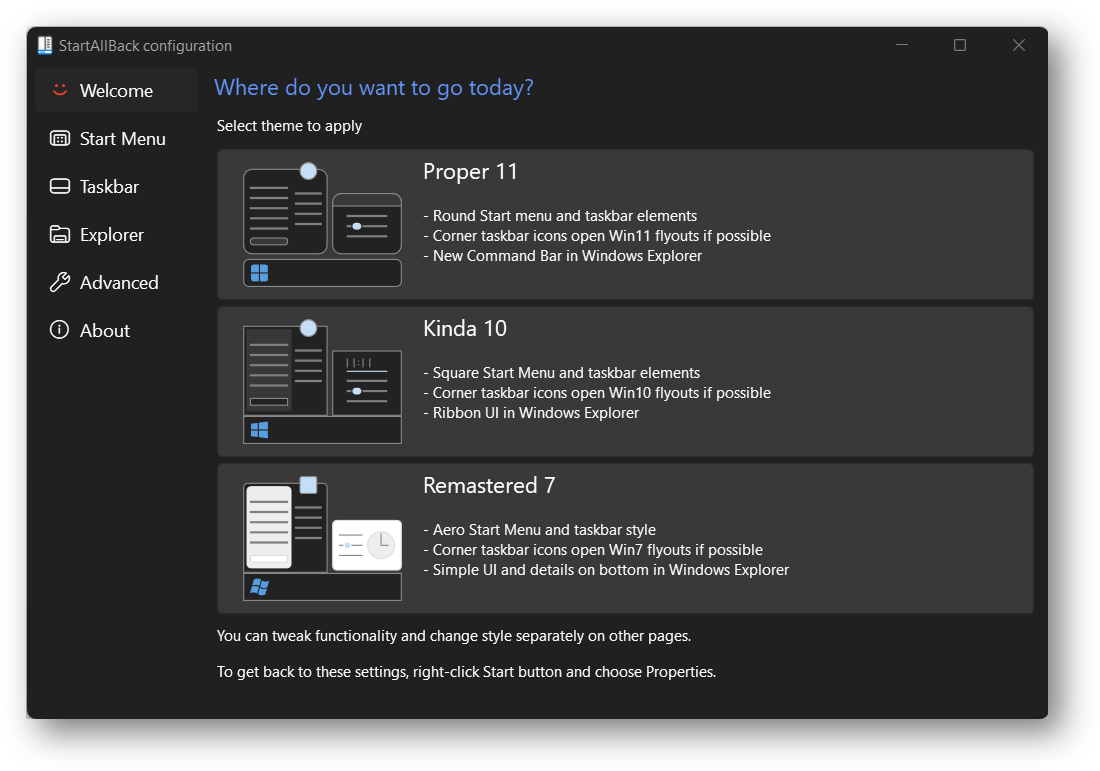 StartAllBack configuration
Welcome
Start Menu
Taskbar
Explorer
Advanced
About
Where do you want to go today?
Select theme to apply
Proper 11
- Round Start menu and taskbar elements
- Corner taskbar icons open Win11 flyouts if possible
- New Command Bar in Windows Explorer
Kinda 10
- Square Start Menu and taskbar elements
- Corner taskbar icons open Win10 flyouts if possible
- Ribbon UI in Windows Explorer
Remastered 7
- Aero Start Menu and taskbar style
- Corner taskbar icons open Win7 flyouts if possible
- Simple UI and details on bottom in Windows Explorer
You can tweak functionality and change style separately on other pages.
To get back to these settings, right-click Start button and choose Properties.